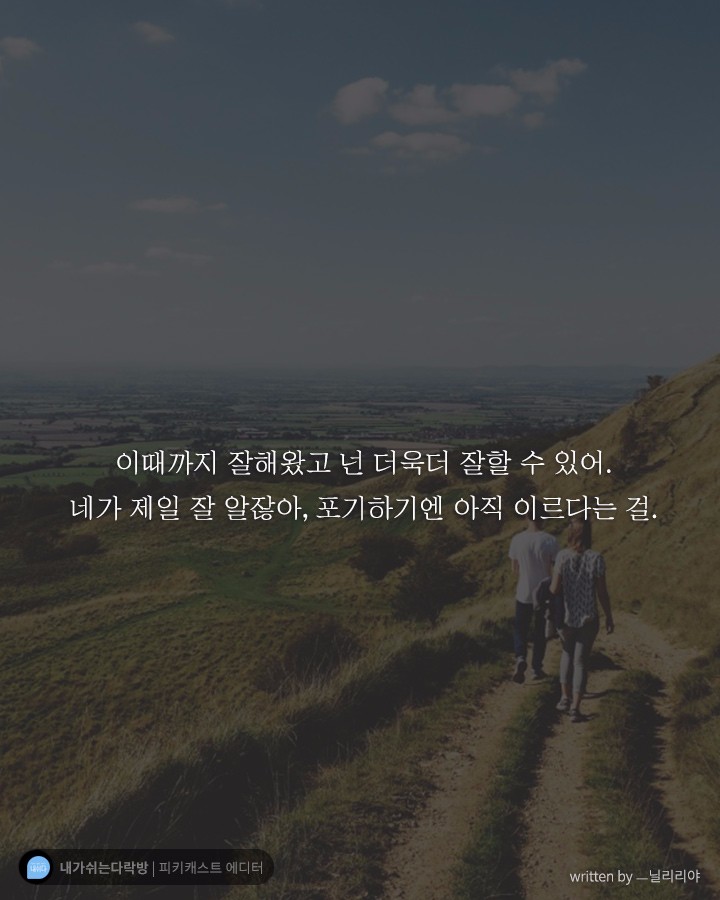 이때까지 잘해왔고 넌 더욱더 잘할 수 있어.
네가 제일 잘 알잖아, 포기하기엔 아직 이르다는 걸.
내가쉬는다락방 | 피키캐스트 에디터
written by —닐리리야